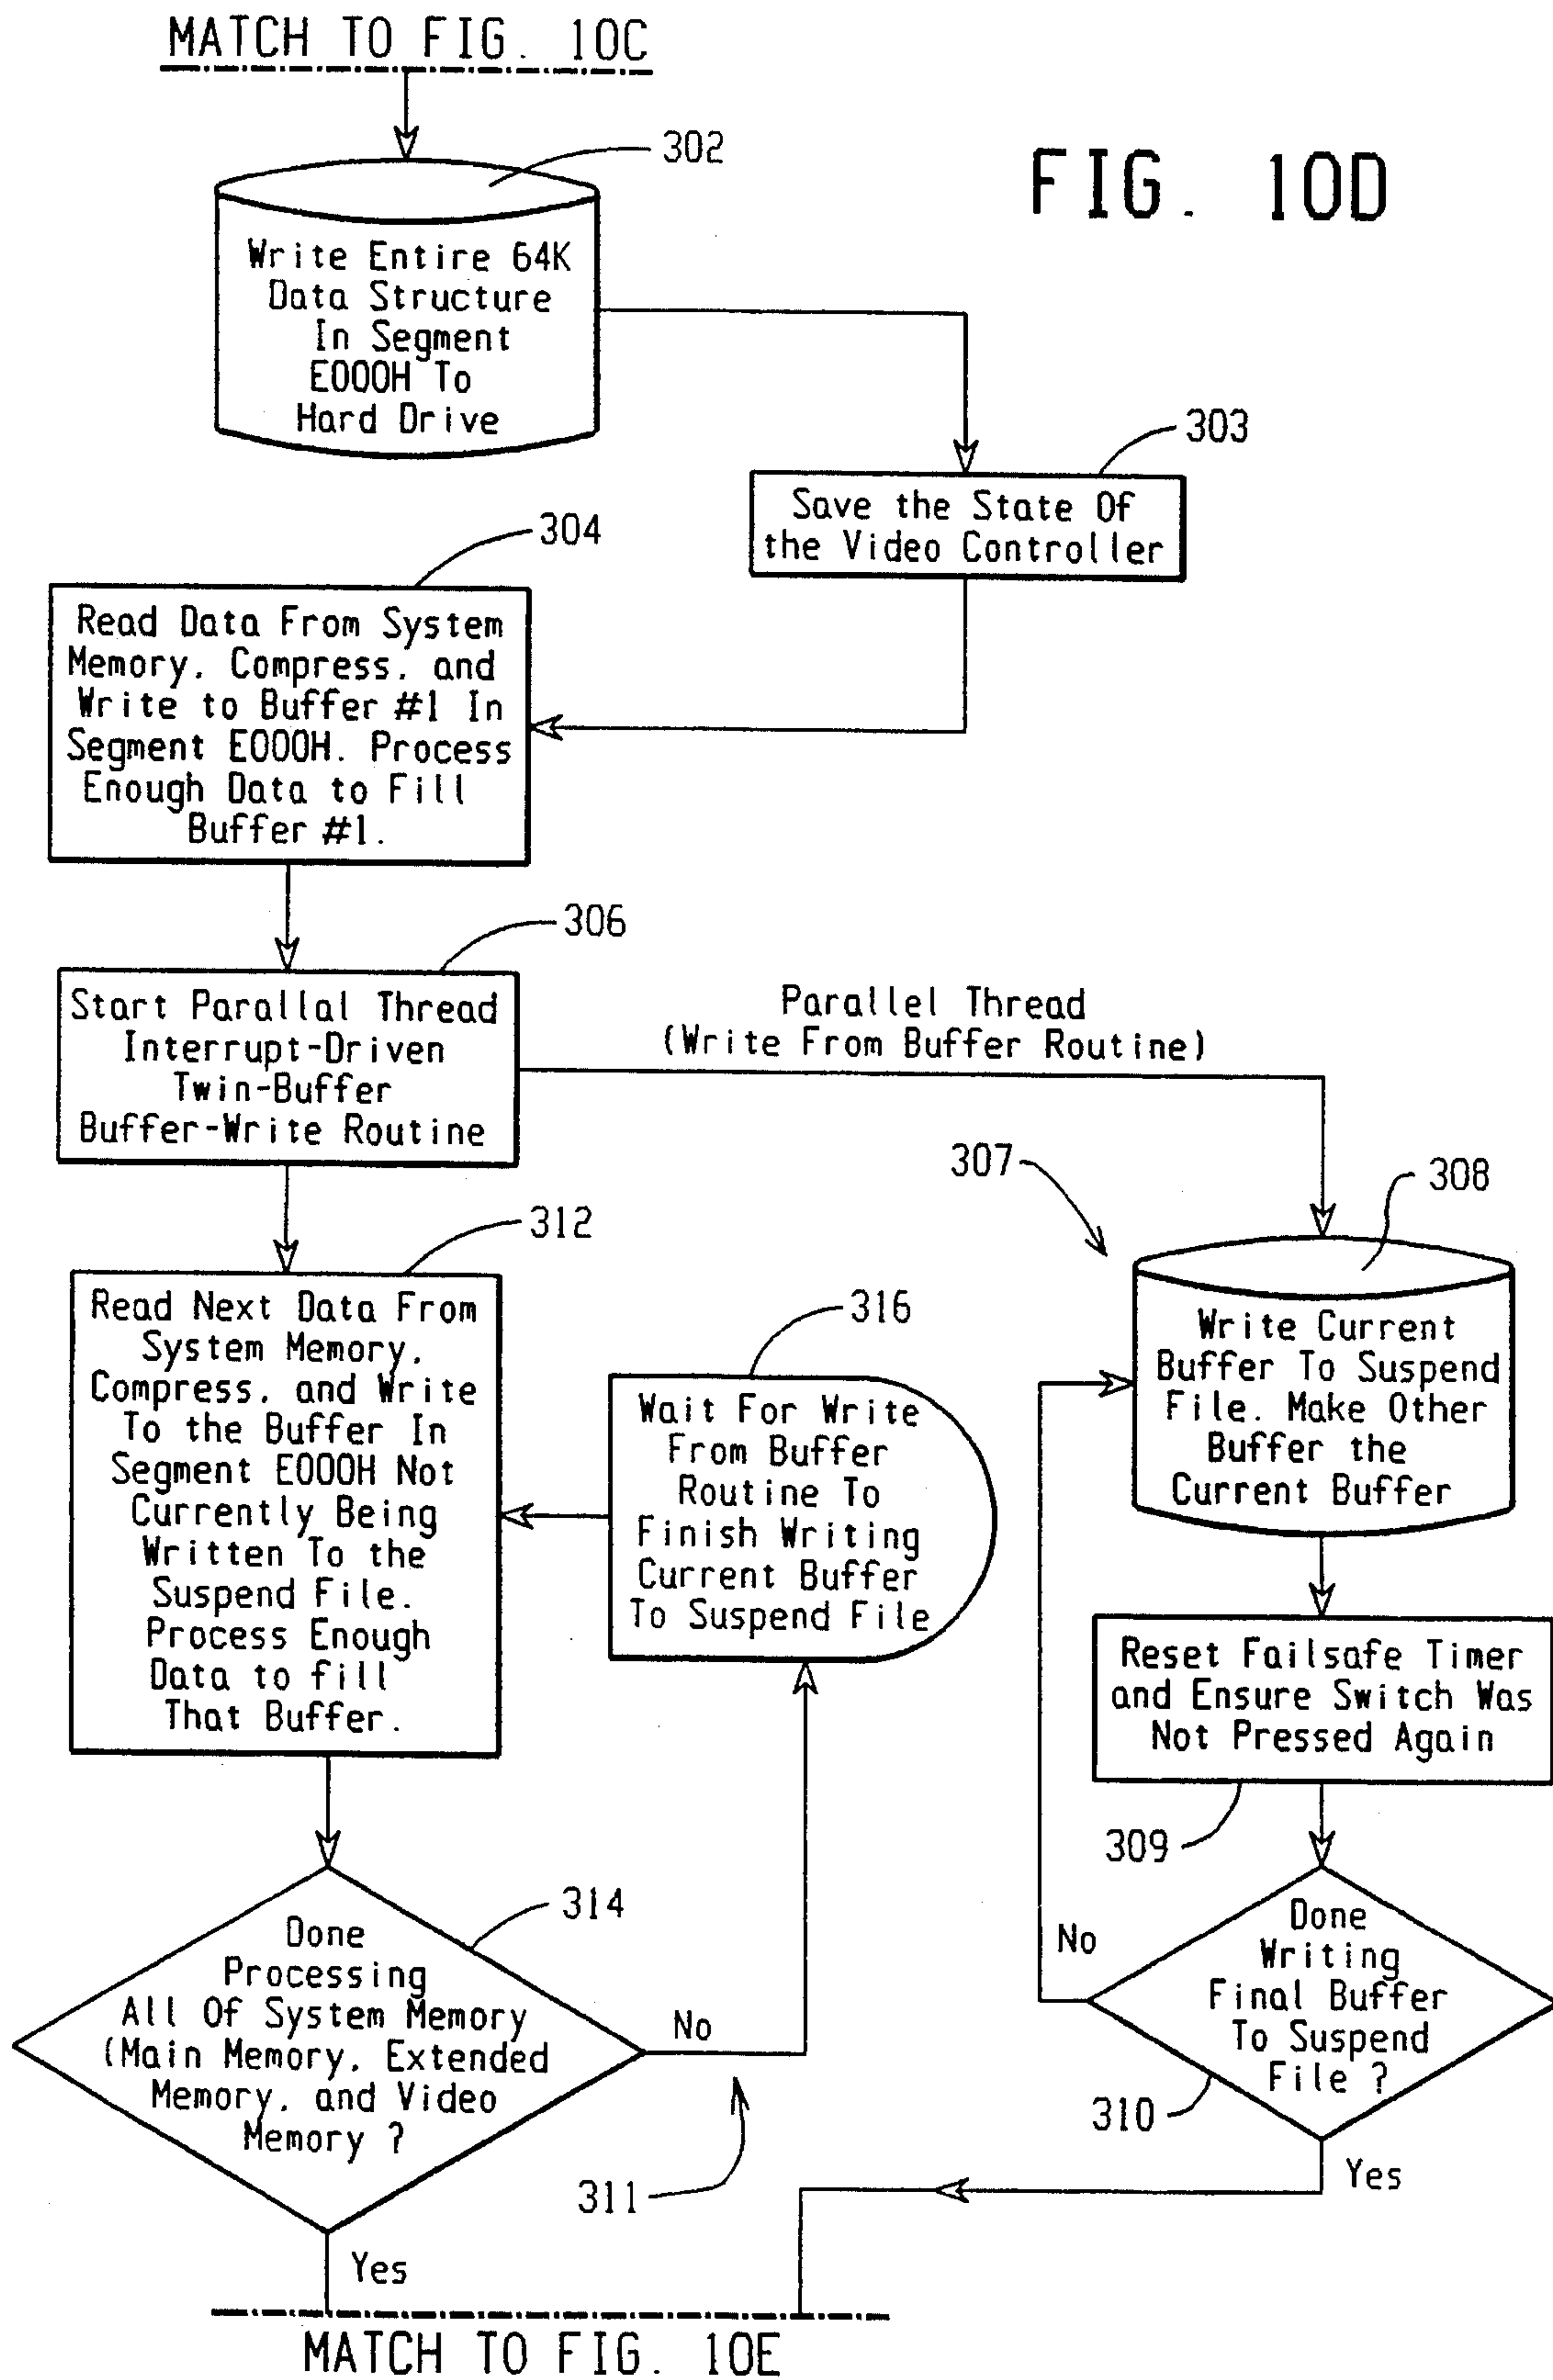 MATCH TO FIG. 10C
302
FIG. 10D
Write Entire 64K
Data Structure
In Segment
E000H To
Hard Drive
303
Save the State Of
the Video Controller
304
Read Data From System
Memory, Compress, and
Write to Buffer #1 In
Segment E000H. Process
Enough Data to Fill
Buffer #1.
306
Start Parallal Thread
Interrupt-Driven
Twin-Buffer
Buffer-Write Routine
Parallel Thread
(Write From Buffer Routine)
307
308
Write Current
Buffer To Suspend
File. Make Other
Buffer the
Current Buffer
312
Read Next Data From
System Memory,
Compress, and Write
To the Buffer In
Segment E000H Not
Currently Being
Written To the
Suspend File.
Process Enough
Data to fill
That Buffer.
316
Wait For Write
From Buffer
Routine To
Finish Writing
Current Buffer
To Suspend File
Reset Failsafe Timer
and Ensure Switch Was
Not Pressed Again
309
314
Done
Processing
All Of System Memory
(Main Memory, Extended
Memory, and Video
Memory ?
No
311
Yes
Done
Writing
Final Buffer
To Suspend
File ?
No
310
Yes
MATCH TO FIG. 10E